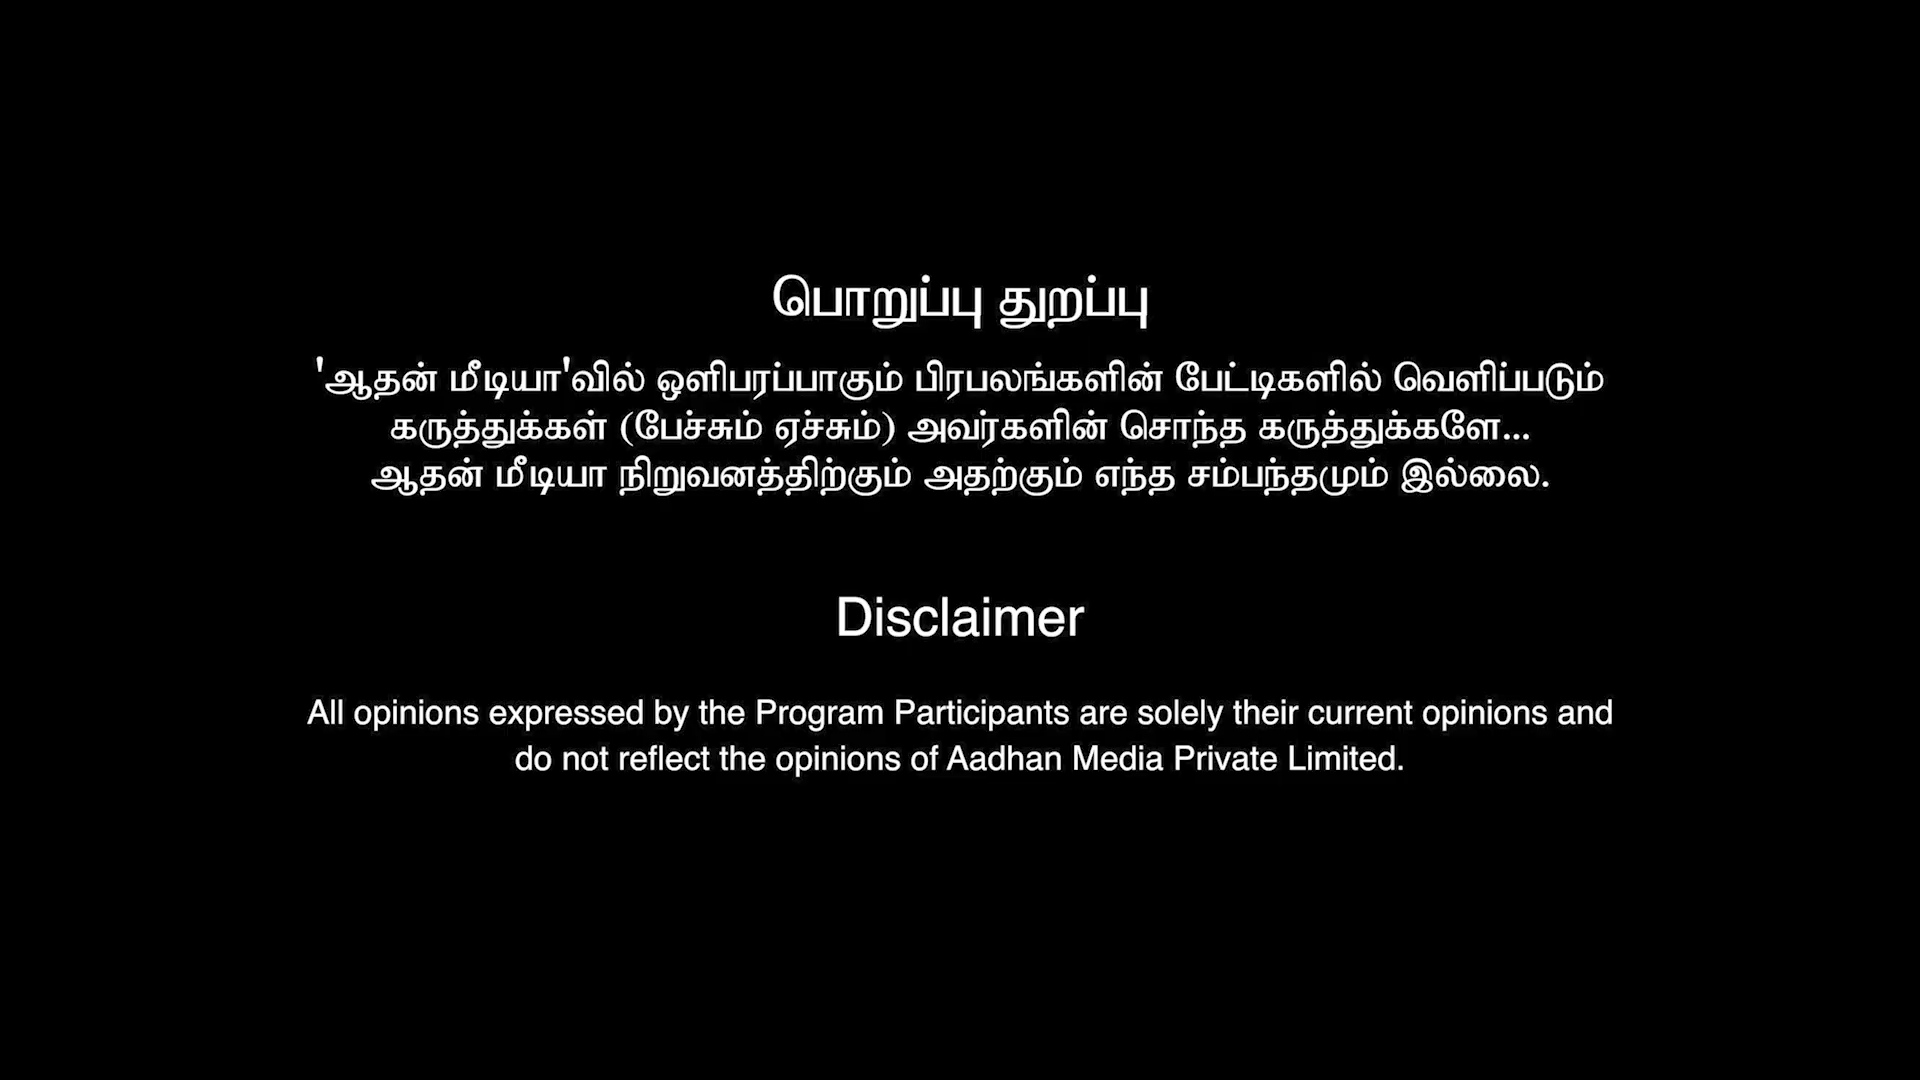 பொறுப்பு துறப்பு
'ஆதன் மீடியா'வில் ஒளிபரப்பாகும் பிரபலங்களின் பேட்டிகளில் வெளிப்படும்
கருத்துக்கள் (பேச்சும் ஏச்சும்) அவர்களின் சொந்த கருத்துக்களே...
ஆதன் மீடியா நிறுவனத்திற்கும் அதற்கும் எந்த சம்பந்தமும் இல்லை.
Disclaimer
All opinions expressed by the Program Participants are solely their current opinions and
do not reflect the opinions of Aadhan Media Private Limited.